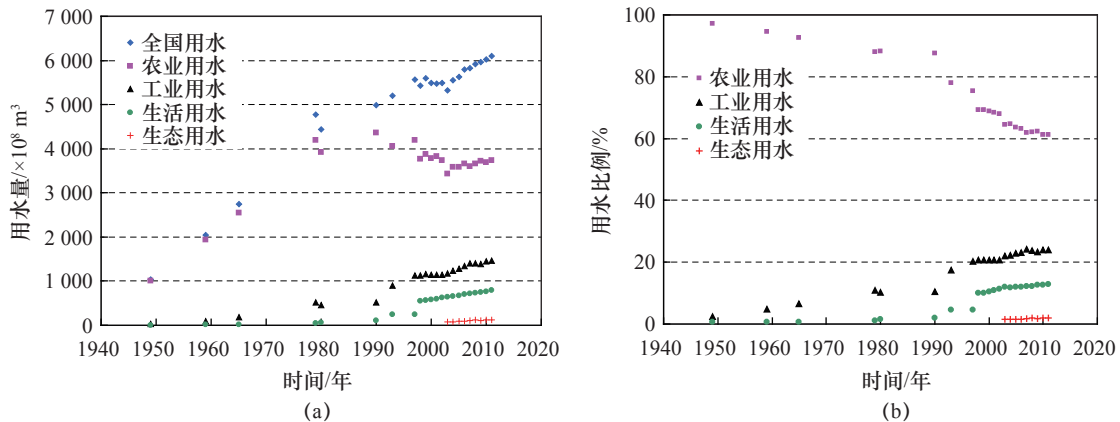 7 000
6 000
5 000
4 000
3 000
2 000
1 000
0
用水量/×10⁸ m³
全国用水
农业用水
工业用水
生活用水
生态用水
1940 1950 1960 1970 1980 1990 2000 2010 2020
时间/年
(a)
100
80
60
40
20
0
用水比例/%
农业用水
工业用水
生活用水
生态用水
1940 1950 1960 1970 1980 1990 2000 2010 2020
时间/年
(b)